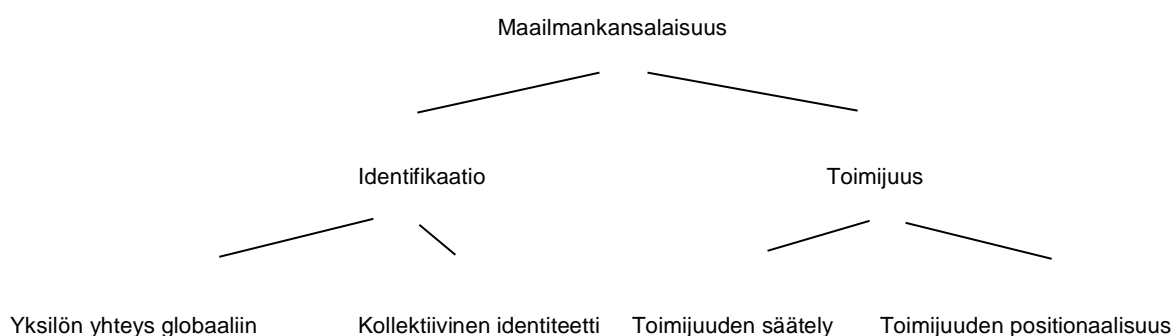 Maailmankansalaisuus
Identifikaatio
Toimijuus
Yksilön yhteys globaaliin
Kollektiivinen identiteetti
Toimijuuden säätely
Toimijuuden positionaalisuus